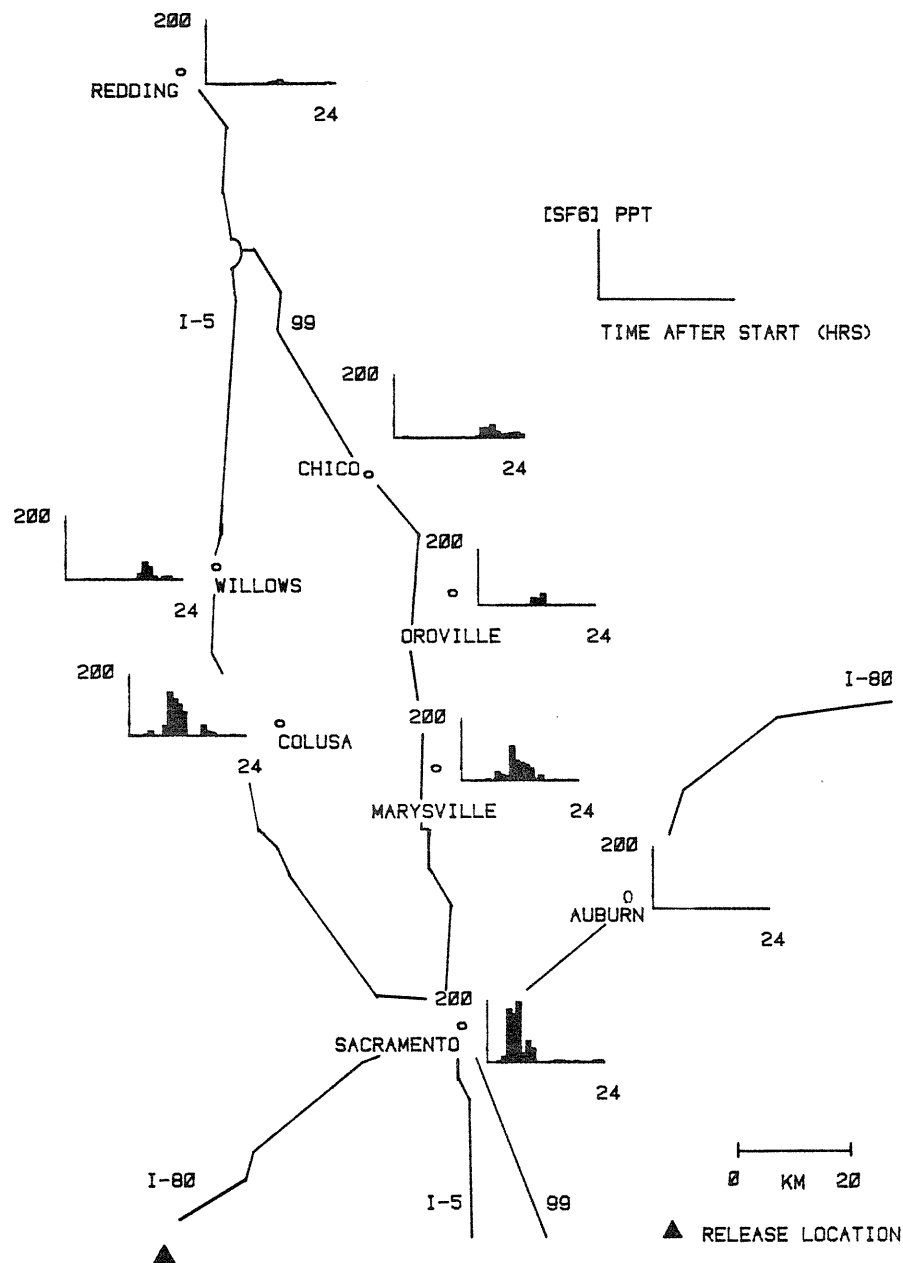 200
REDDING
24
[SF6] PPT
I-5
99
TIME AFTER START (HRS)
200
CHICO
24
200
200
WILLOWS
24
OROVILLE
24
200
I-80
200
COLUSA
24
MARYSVILLE
24
200
AUBURN
24
200
SACRAMENTO
24
I-80
I-5
99
0 KM 20
RELEASE LOCATION